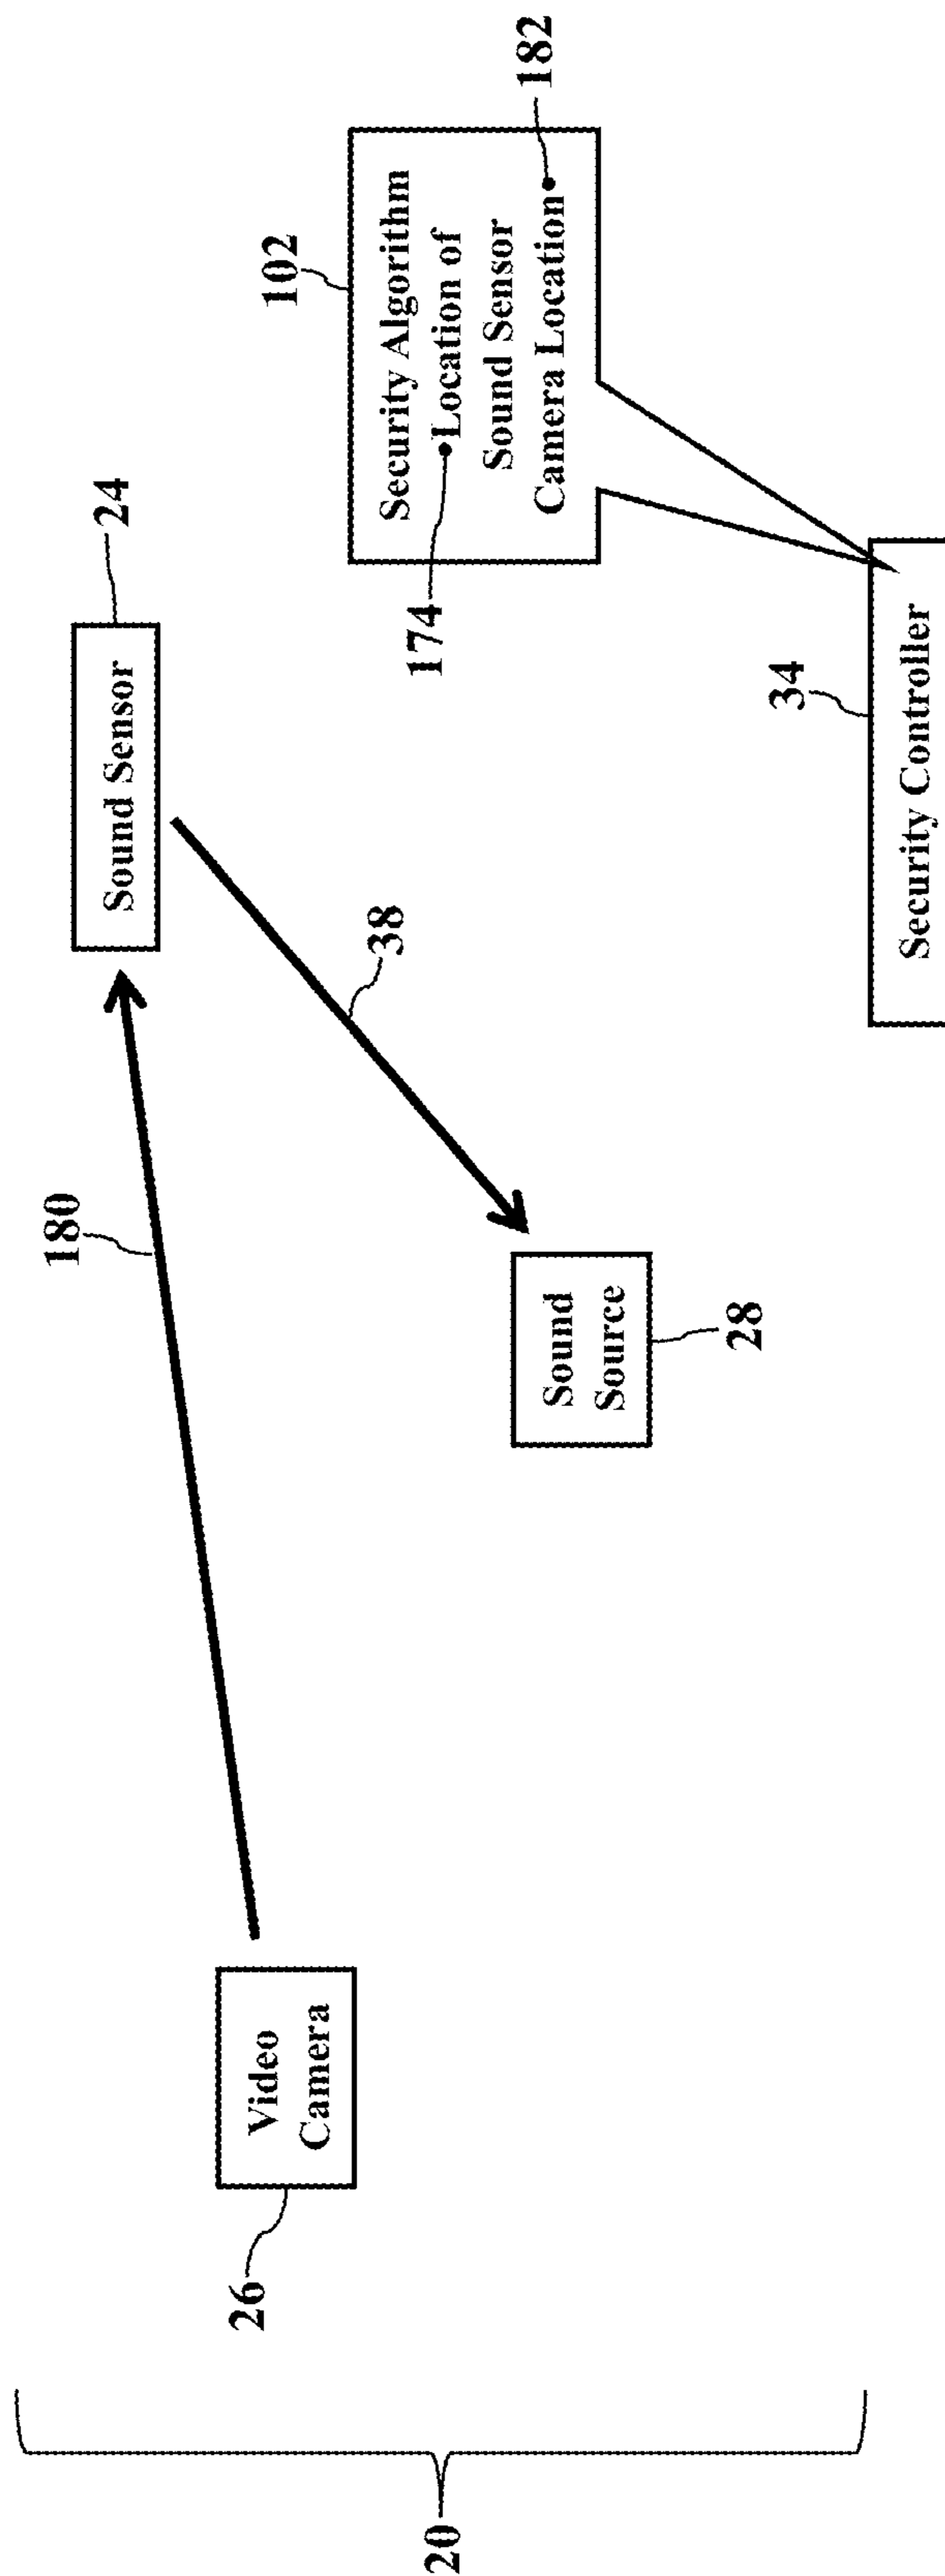 20
26
Video
Camera
180
Sound Sensor
24
38
Sound
Source
28
102
Security Algorithm
174
•Location of
Sound Sensor
Camera Location•
182
34
Security Controller